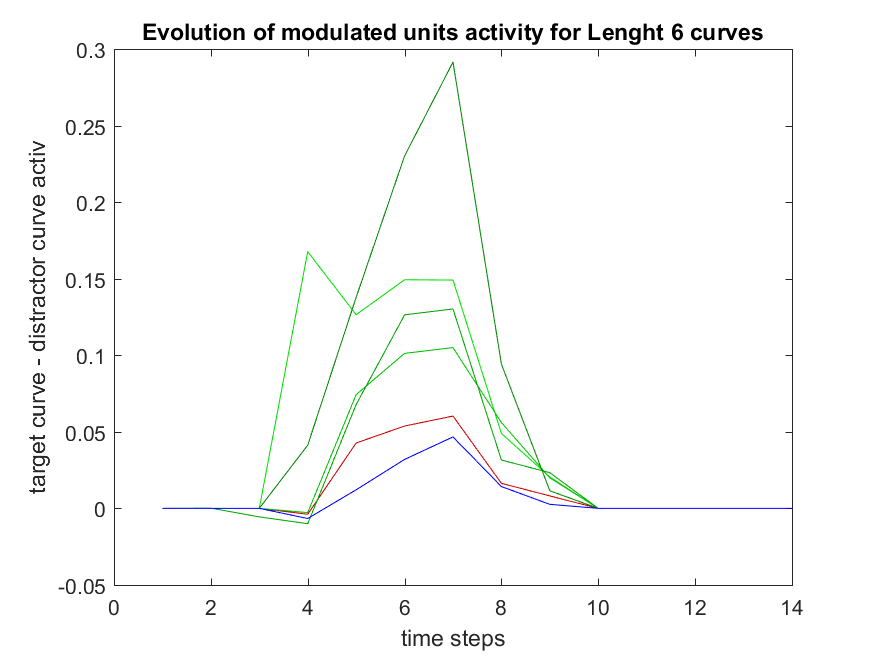 Evolution of modulated units activity for Lenght 6 curves
0.3
0.25
0.2
0.15
0.1
0.05
0
-0.05
target curve - distractor curve activ
0 2 4 6 8 10 12 14
time steps